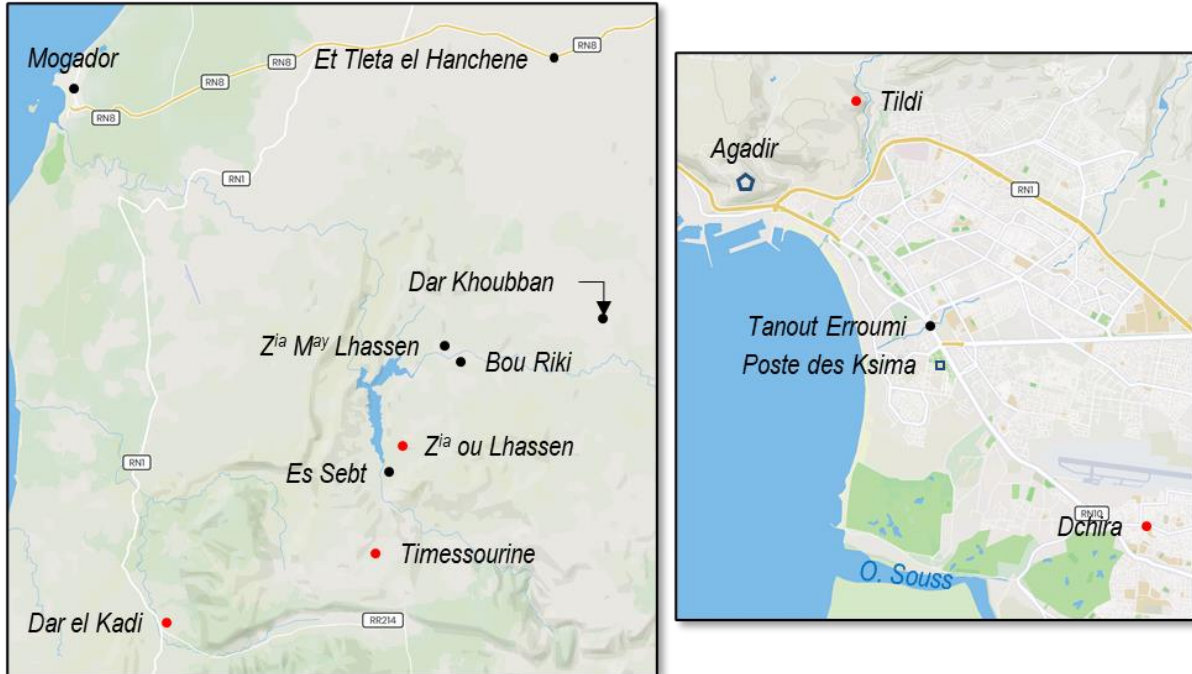 Mogador
Et Tleta el Hanchene
RN8
RN8
RN8
RN8
RN1
Dar Khoubban
Zia May Lhassen
Bou Riki
Zia ou Lhassen
RN1
Es Sebt
Timessourine
Dar el Kadi
RR214
Tildi
Agadir
RN1
Tanout Erroumi
Poste des Ksima
RN10
Dchira
O. Souss